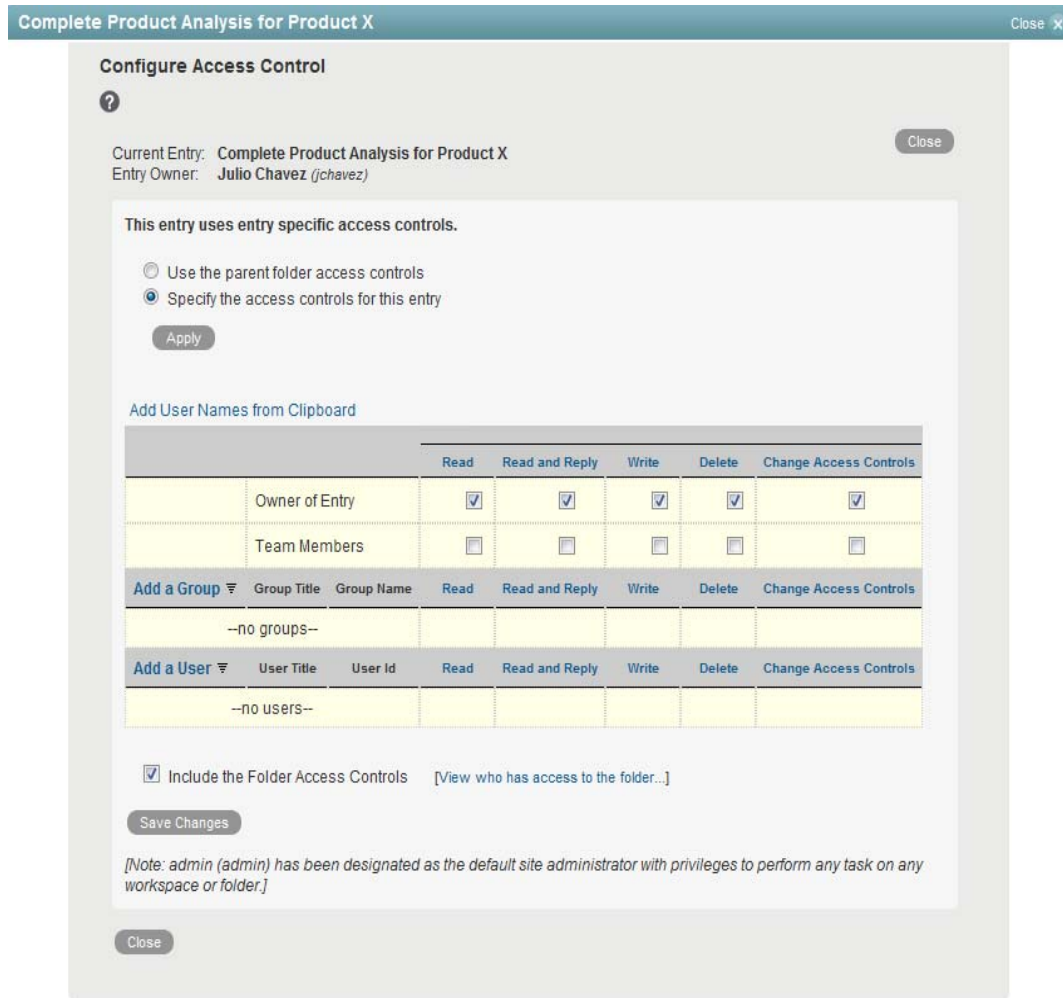 Complete Product Analysis for Product X
Close x
Configure Access Control
?
Close
Current Entry: Complete Product Analysis for Product X
Entry Owner: Julio Chavez (jchavez)
This entry uses entry specific access controls.
Use the parent folder access controls
Specify the access controls for this entry
Apply
Add User Names from Clipboard
Read Read and Reply Write Delete Change Access Controls
Owner of Entry
Team Members
Add a Group Group Title Group Name Read Read and Reply Write Delete Change Access Controls
--no groups--
Add a User User Title User Id Read Read and Reply Write Delete Change Access Controls
--no users--
Include the Folder Access Controls [View who has access to the folder...]
Save Changes
[Note: admin (admin) has been designated as the default site administrator with privileges to perform any task on any
workspace or folder.]
Close